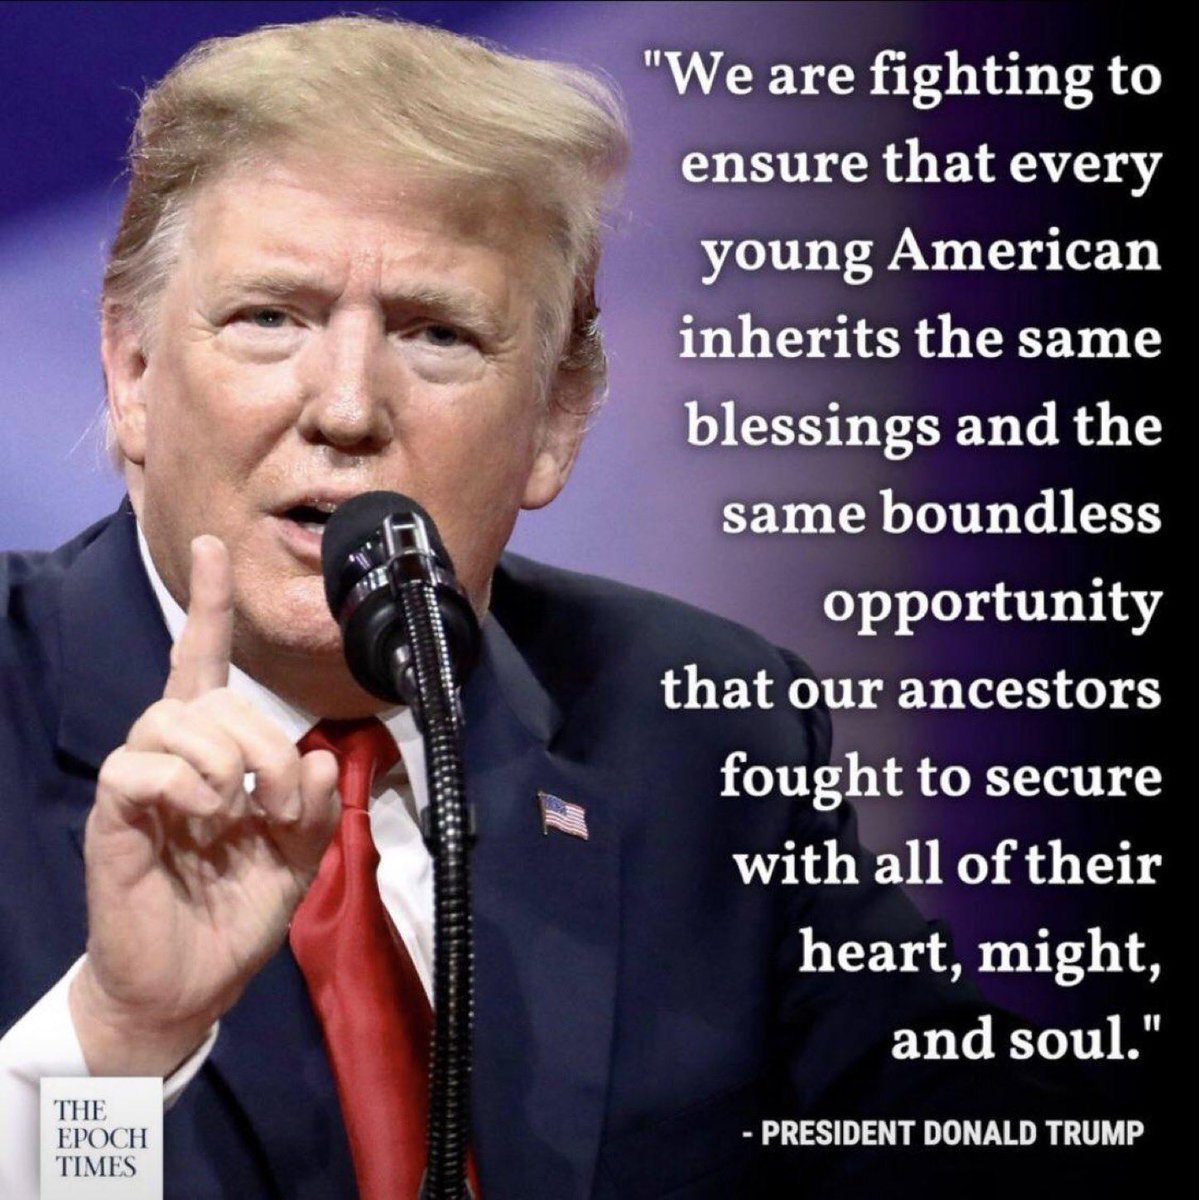 "We are fighting to
ensure that every
young American
inherits the same
blessings and the
same boundless
opportunity
that our ancestors
fought to secure
with all of their
heart, might,
and soul."
- PRESIDENT DONALD TRUMP
THE
EPOCH
TIMES